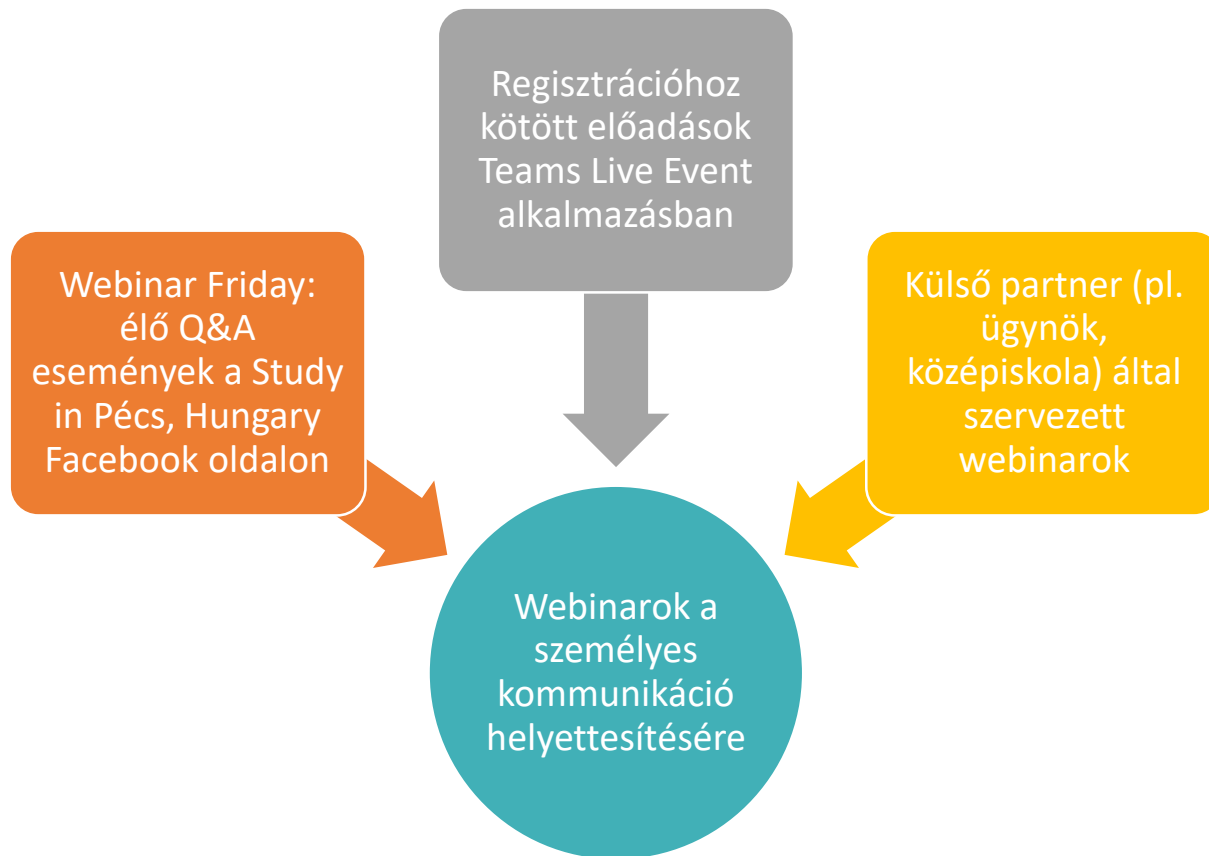 Regisztrációhoz
kötött előadások
Teams Live Event
alkalmazásban
Webinar Friday:
élő Q&A
események a Study
in Pécs, Hungary
Facebook oldalon
Külső partner (pl.
ügynök,
középiskola) által
szervezett
webinarok
Webinarok a
személyes
kommunikáció
helyettesítésére